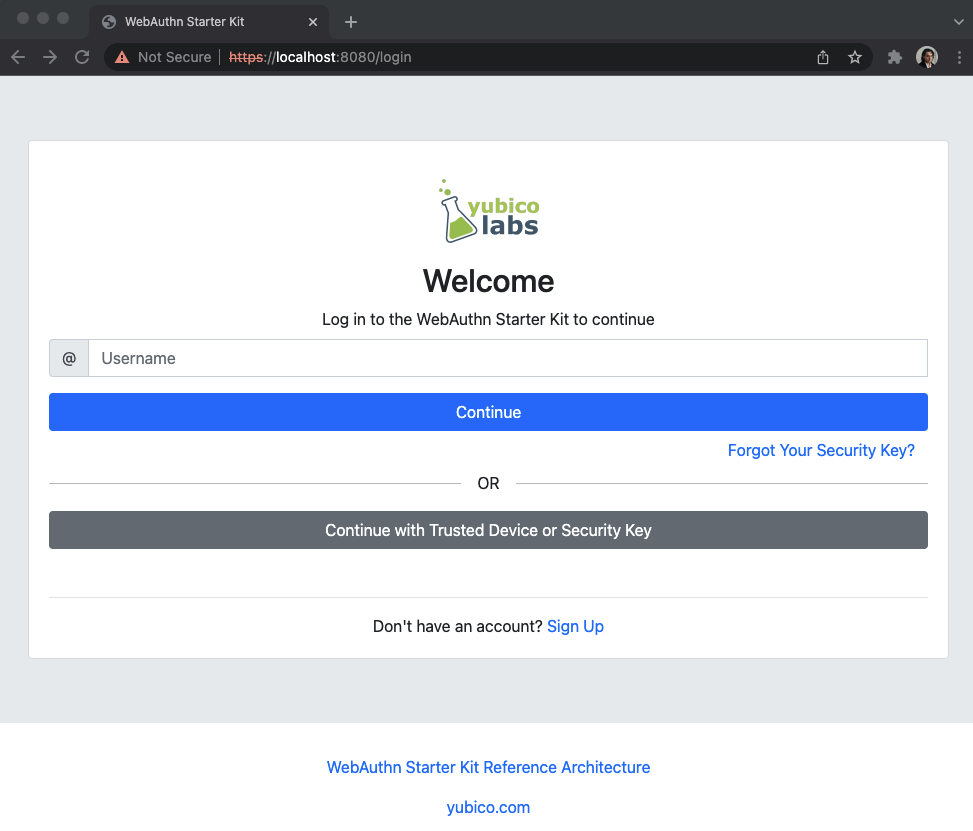 WebAuthn Starter Kit
Not Secure | https://localhost:8080/login
yubico
labs
Welcome
Log in to the WebAuthn Starter Kit to continue
@ Username
Continue
Forgot Your Security Key?
OR
Continue with Trusted Device or Security Key
Don't have an account? Sign Up
WebAuthn Starter Kit Reference Architecture
yubico.com